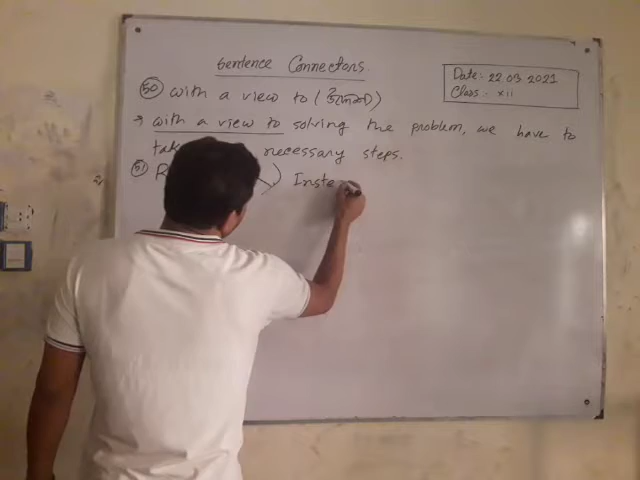 Sentence Connectors.
Date: 22 03 2021
Class: xii
50 with a view to (উদ্দেশ্যে)
→ with a view to solving the problem, we have to
take necessary steps.
51 R ) Inste